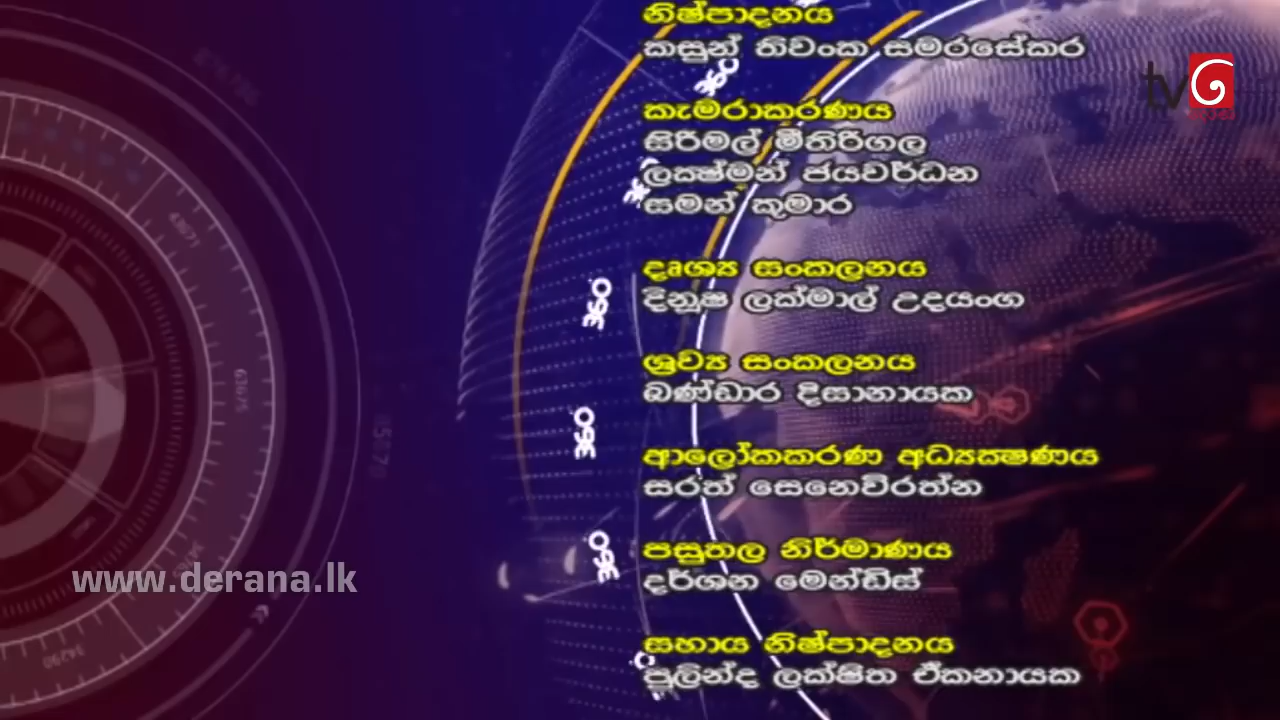 නිෂ්පාදනය
කසුන් තිවංක සමරසේකර
කැමරාකරණය
සිරිමල් මීතිරිගල
ලක්ෂ්මන් ජයවර්ධන
සමන් කුමාර
දෘශ්‍ය සංකලනය
දිනූෂ ලක්මාල් උදයංග
ශ්‍රව්‍ය සංකලනය
බණ්ඩාර දිසානායක
ආලෝකකරණ අධ්‍යක්ෂණය
සරත් සෙනෙවිරත්න
පසුතල නිර්මාණය
දර්ශන මෙන්ඩිස්
සහාය නිෂ්පාදනය
පුලින්ද ලක්ෂිත ඒකනායක
tv
360
360
360
360
www.derana.lk